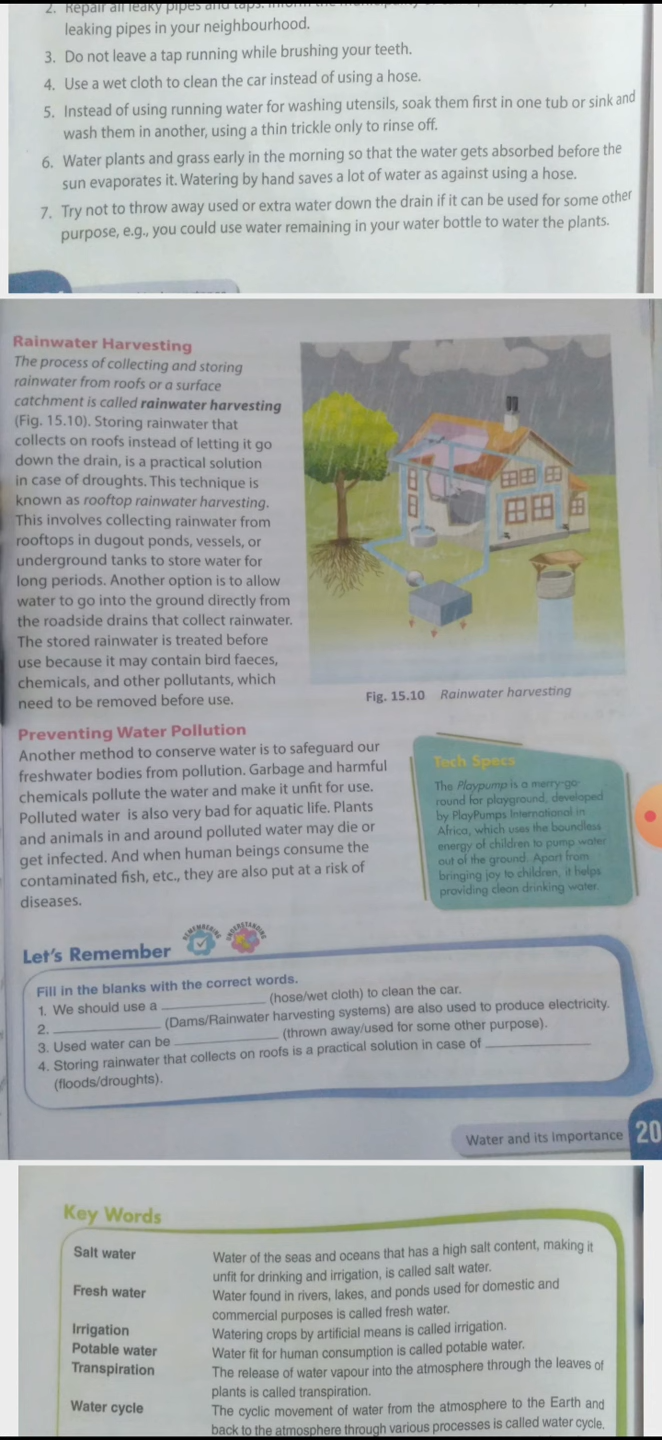 2. Repair all leaky pipes and taps. Inform the
leaking pipes in your neighbourhood.
3. Do not leave a tap running while brushing your teeth.
4. Use a wet cloth to clean the car instead of using a hose.
5. Instead of using running water for washing utensils, soak them first in one tub or sink and
wash them in another, using a thin trickle only to rinse off.
6. Water plants and grass early in the morning so that the water gets absorbed before the
sun evaporates it. Watering by hand saves a lot of water as against using a hose.
7. Try not to throw away used or extra water down the drain if it can be used for some other
purpose, e.g., you could use water remaining in your water bottle to water the plants.
Rainwater Harvesting
The process of collecting and storing
rainwater from roofs or a surface
catchment is called rainwater harvesting
(Fig. 15.10). Storing rainwater that
collects on roofs instead of letting it go
down the drain, is a practical solution
in case of droughts. This technique is
known as rooftop rainwater harvesting.
This involves collecting rainwater from
rooftops in dugout ponds, vessels, or
underground tanks to store water for
long periods. Another option is to allow
water to go into the ground directly from
the roadside drains that collect rainwater.
The stored rainwater is treated before
use because it may contain bird faeces,
chemicals, and other pollutants, which
need to be removed before use.
Fig. 15.10 Rainwater harvesting
Preventing Water Pollution
Another method to conserve water is to safeguard our
freshwater bodies from pollution. Garbage and harmful
chemicals pollute the water and make it unfit for use.
Polluted water is also very bad for aquatic life. Plants
and animals in and around polluted water may die or
get infected. And when human beings consume the
contaminated fish, etc., they are also put at a risk of
diseases.
Tech Specs
The Playpump is a merry-go-
round for playground, developed
by PlayPumps International in
Africa, which uses the boundless
energy of children to pump water
out of the ground. Apart from
bringing joy to children, it helps
providing clean drinking water.
Let's Remember
REMEMBERING
UNDERSTANDING
Fill in the blanks with the correct words.
1. We should use a ____________ (hose/wet cloth) to clean the car.
2. ____________ (Dams/Rainwater harvesting systems) are also used to produce electricity.
3. Used water can be ____________ (thrown away/used for some other purpose).
4. Storing rainwater that collects on roofs is a practical solution in case of ____________
(floods/droughts).
Water and its Importance 20
Key Words
Salt water Water of the seas and oceans that has a high salt content, making it
unfit for drinking and irrigation, is called salt water.
Fresh water Water found in rivers, lakes, and ponds used for domestic and
commercial purposes is called fresh water.
Irrigation Watering crops by artificial means is called irrigation.
Potable water Water fit for human consumption is called potable water.
Transpiration The release of water vapour into the atmosphere through the leaves of
plants is called transpiration.
Water cycle The cyclic movement of water from the atmosphere to the Earth and
back to the atmosphere through various processes is called water cycle.